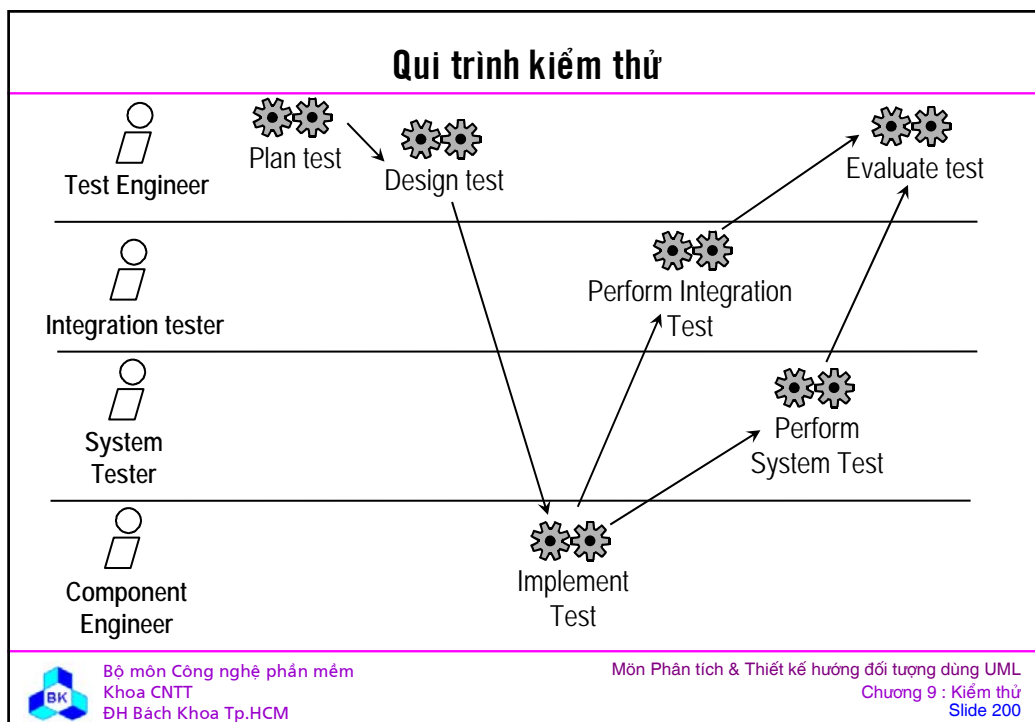 Qui trình kiểm thử
Plan test
Design test
Evaluate test
Test Engineer
Perform Integration
Test
Integration tester
Perform
System Test
System
Tester
Implement
Test
Component
Engineer
BK
Bộ môn Công nghệ phần mềm
Khoa CNTT
ĐH Bách Khoa Tp.HCM
Môn Phân tích & Thiết kế hướng đối tượng dùng UML
Chương 9 : Kiểm thử
Slide 200